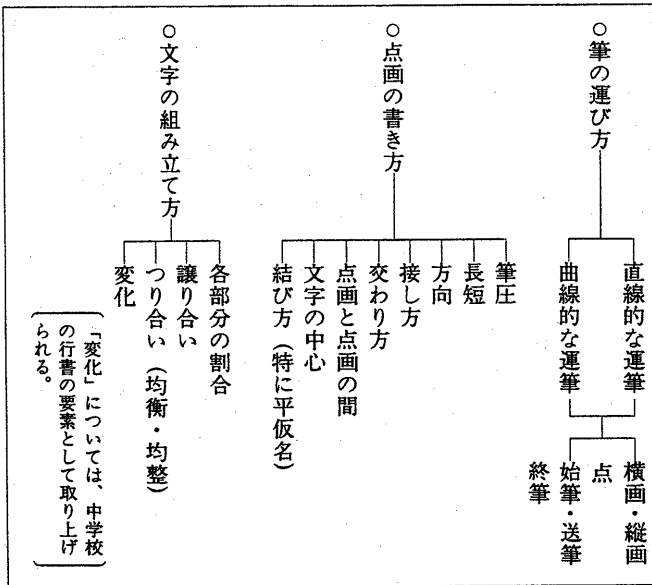 ○筆の運び方
直線的な運筆
曲線的な運筆
横画・縦画
点
始筆・送筆
終筆
○点画の書き方
筆圧
長短
方向
接し方
交わり方
点画と点画の間
文字の中心
結び方（特に平仮名）
○文字の組み立て方
各部分の割合
譲り合い
つり合い（均衡・均整）
変化
「変化」については、中学校
の行書の要素として取り上げ
られる。